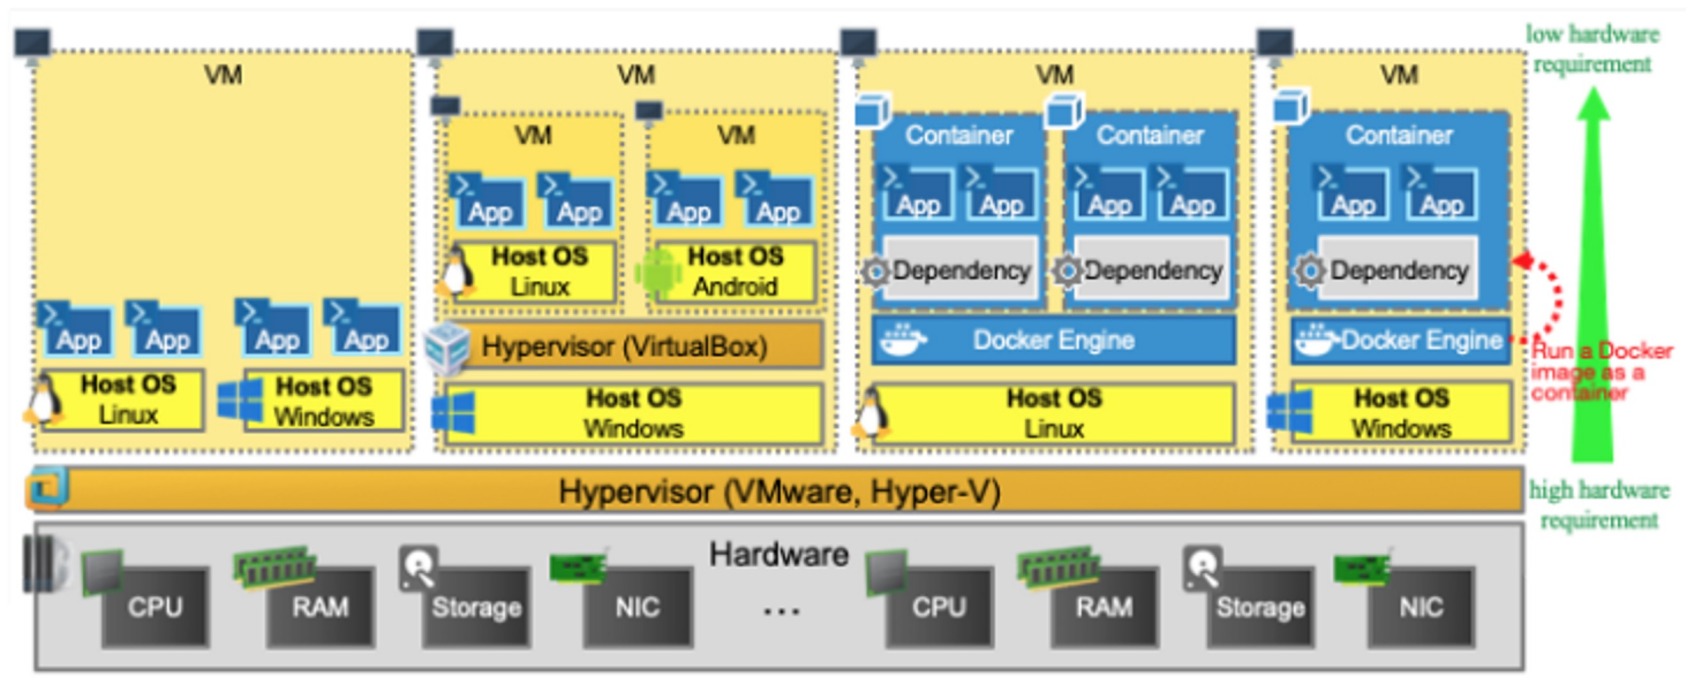 VM
App
App
App
App
Host OS
Linux
Host OS
Windows
VM
VM
App
App
Host OS
Linux
VM
App
App
Host OS
Android
Hypervisor (VirtualBox)
Host OS
Windows
VM
Container
App
App
Dependency
Container
App
App
Dependency
Docker Engine
Host OS
Linux
VM
Container
App
App
Dependency
Docker Engine
Host OS
Windows
low hardware
requirement
Run a Docker
image as a
container
high hardware
requirement
Hypervisor (VMware, Hyper-V)
Hardware
CPU
RAM
Storage
NIC
...
CPU
RAM
Storage
NIC